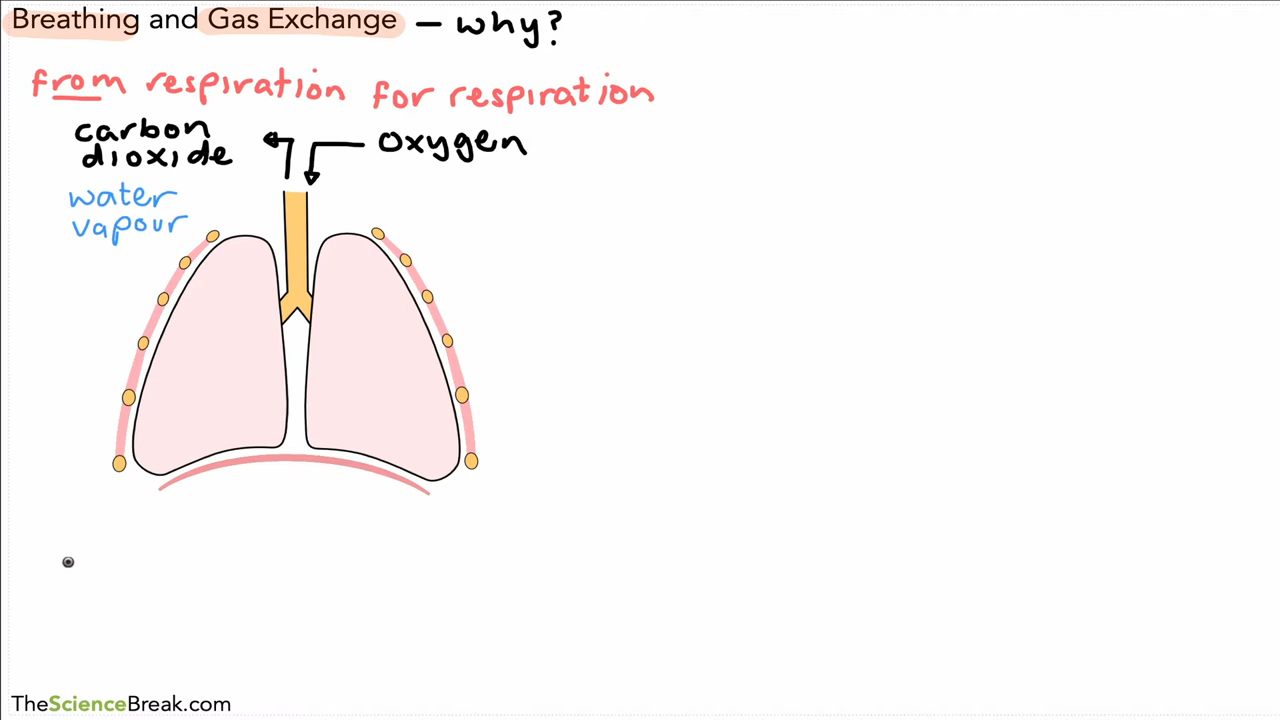 Breathing and Gas Exchange – why?
from respiration for respiration
carbon
dioxide
oxygen
water
vapour
TheScienceBreak.com